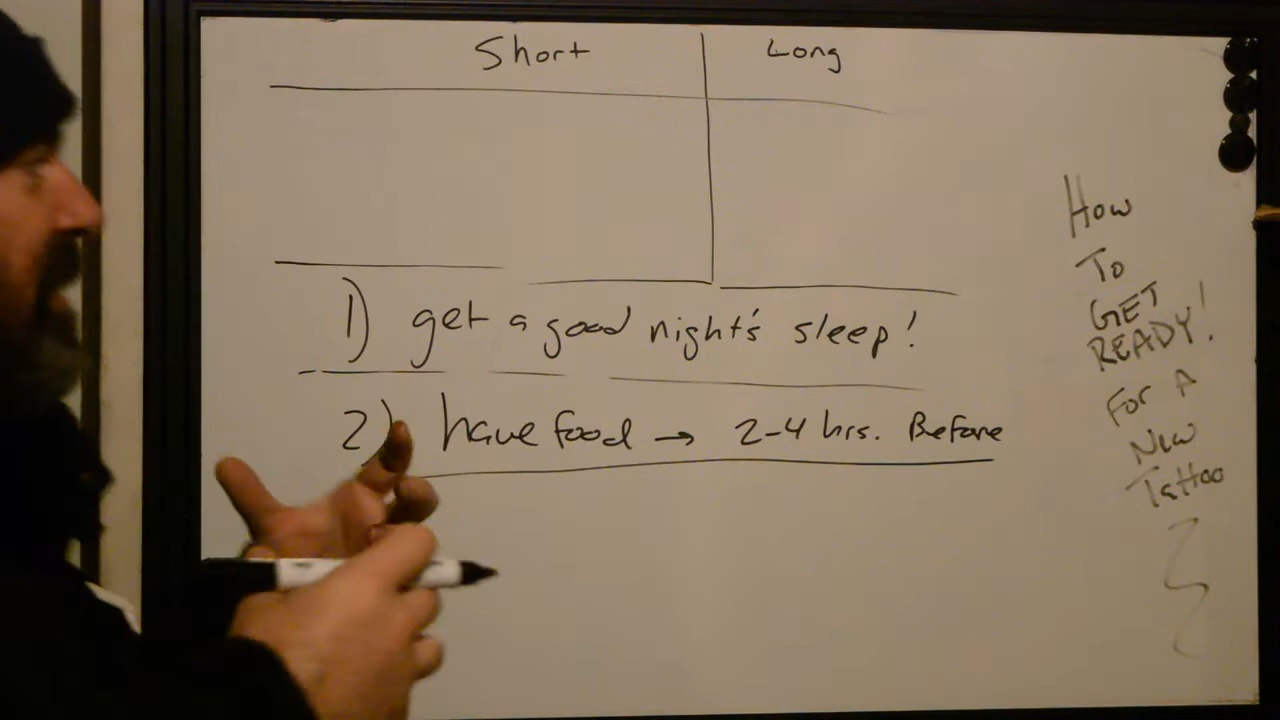 Short
Long
1) get a good night's sleep!
2) have food → 2-4 hrs. Before
How
To
GET
READY!
For A
New
Tattoo